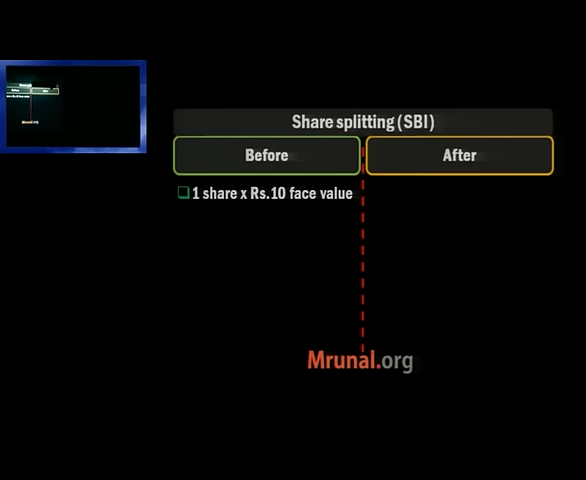 Share splitting (SBI)
Before
After
❑ 1 share x Rs.10 face value
Mrunal.org